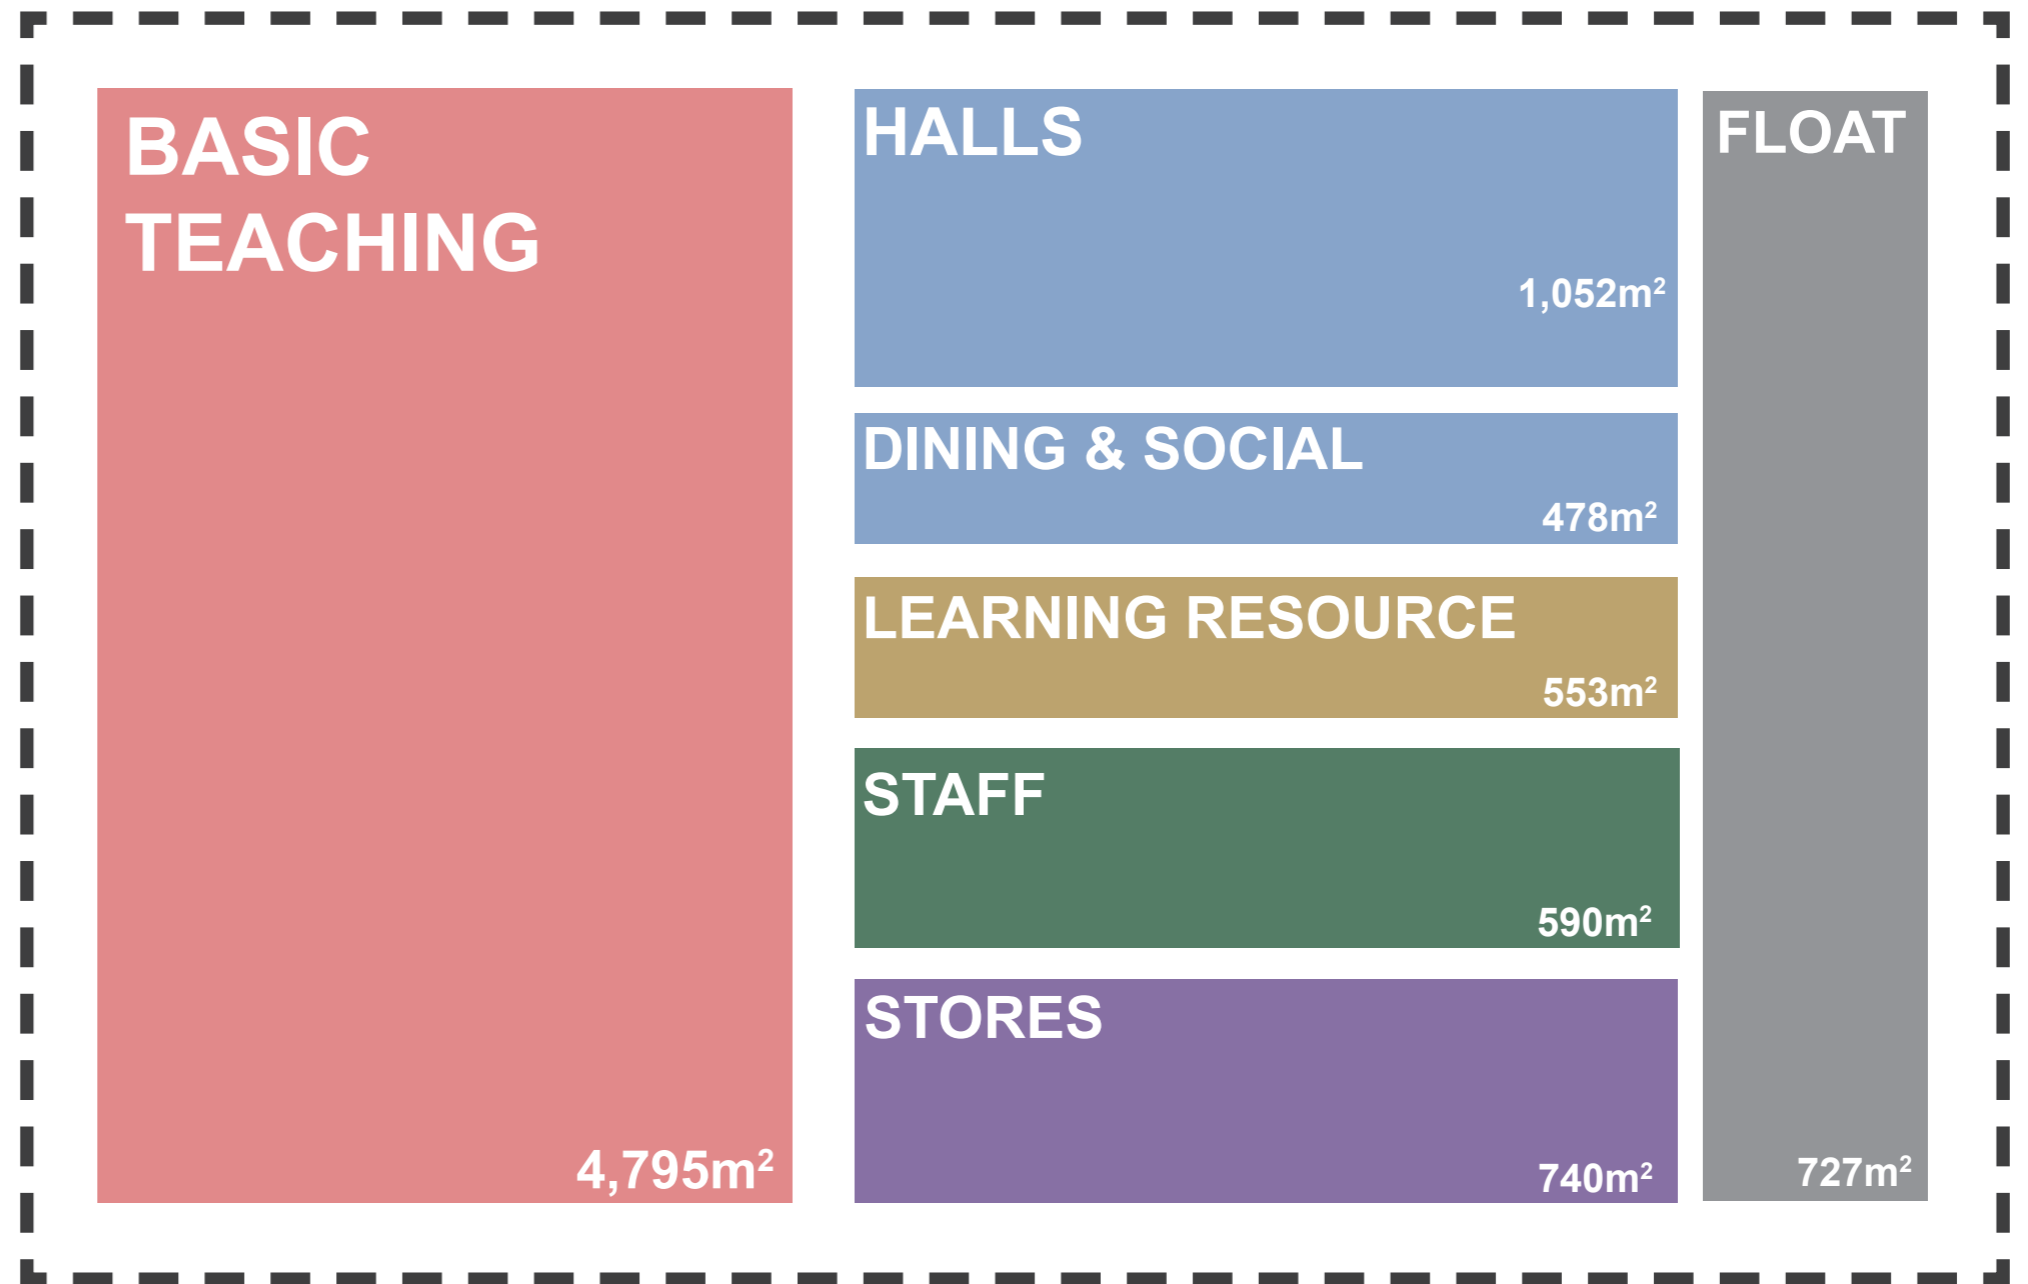 BASIC
TEACHING
4,795m²
HALLS
1,052m²
DINING & SOCIAL
478m²
LEARNING RESOURCE
553m²
STAFF
590m²
STORES
740m²
FLOAT
727m²